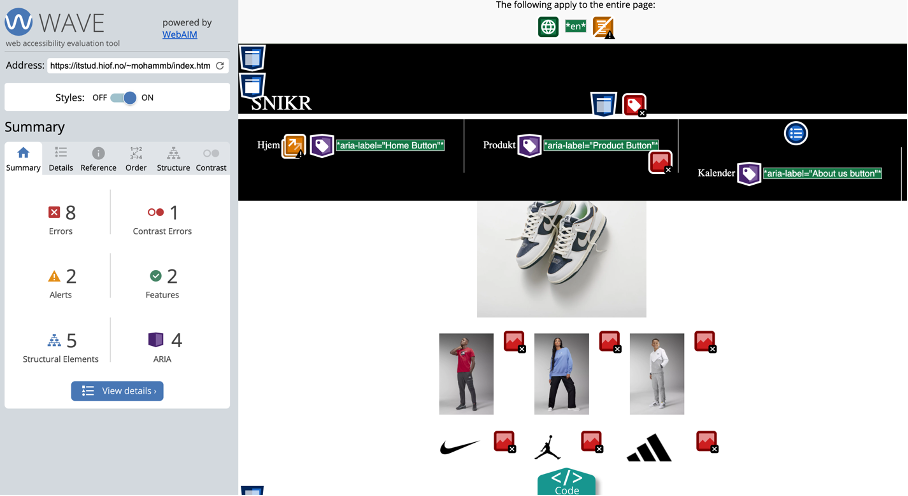 WAVE
web accessibility evaluation tool
powered by
WebAIM
Address: https://itstud.hiof.no/~mohammb/index.htm
Styles: OFF ON
Summary
Summary Details Reference Order Structure Contrast
8
Errors
1
Contrast Errors
2
Alerts
2
Features
5
Structural Elements
4
ARIA
View details ›
The following apply to the entire page:
*en*
SNIKR
Hjem *aria-label="Home Button"*
Produkt *aria-label="Product Button"*
Kalender *aria-label="About us button"*
</>
Code